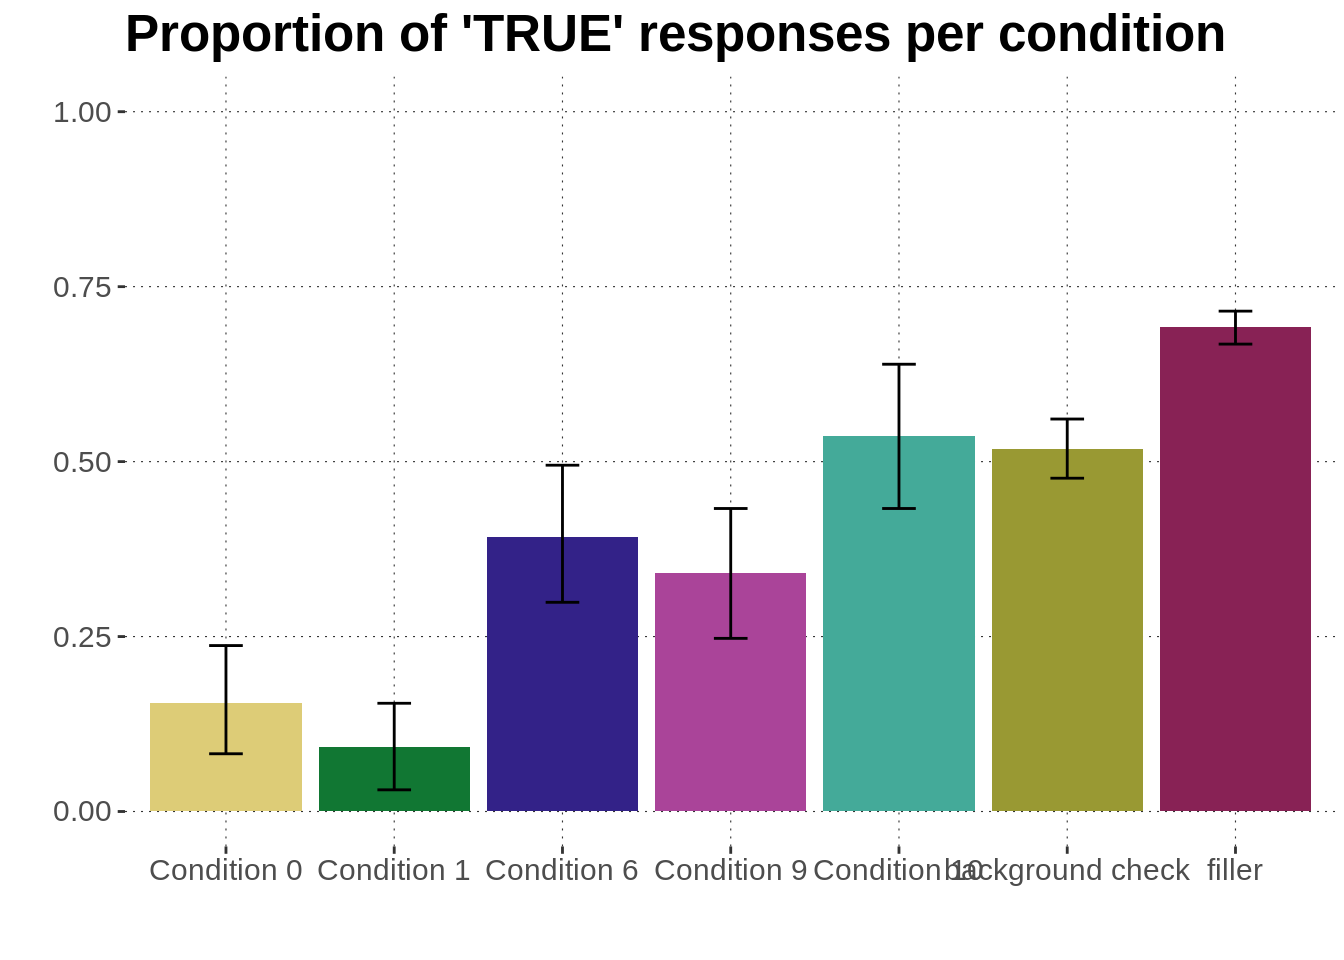 Proportion of 'TRUE' responses per condition
1.00
0.75
0.50
0.25
0.00
Condition 0 Condition 1 Condition 6 Condition 9 Condition 10 background check filler